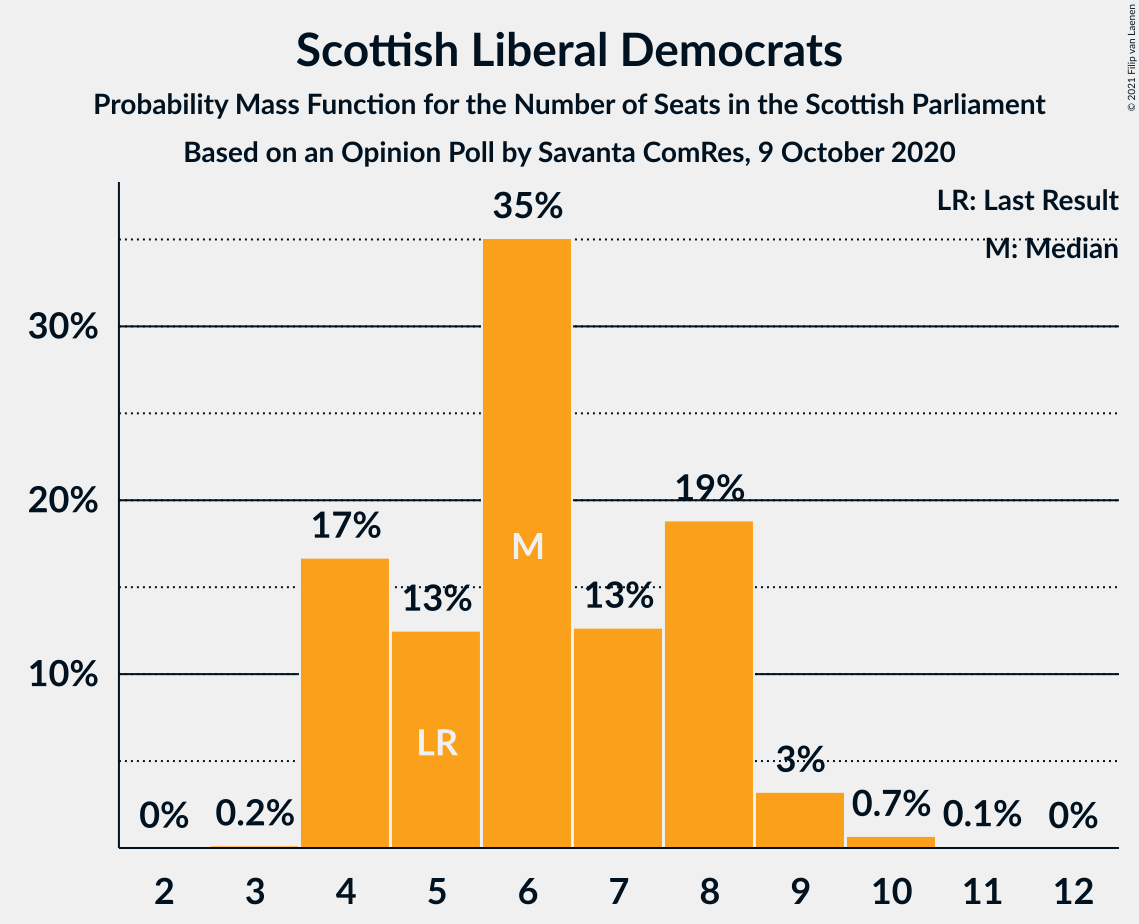 Scottish Liberal Democrats
Probability Mass Function for the Number of Seats in the Scottish Parliament
Based on an Opinion Poll by Savanta ComRes, 9 October 2020
© 2021 Filip van Laenen
LR: Last Result
M: Median
35%
30%
20%
19%
17%
M
13%
13%
10%
LR
3%
0%
0.2%
0.7%
0.1%
0%
2 3 4 5 6 7 8 9 10 11 12